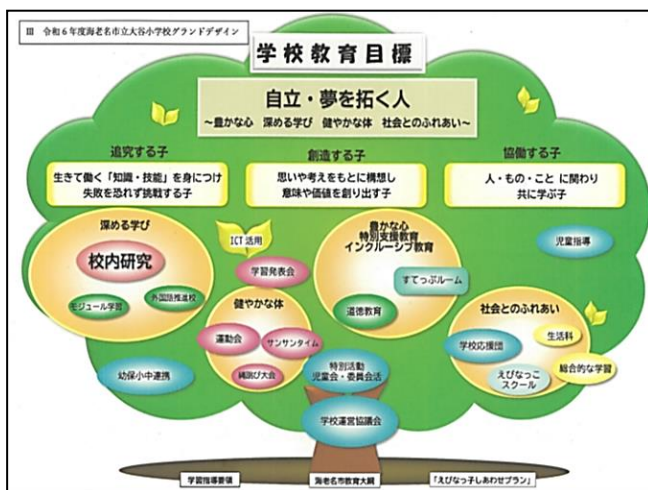 Ⅲ 令和6年度海老名市立大谷小学校グランドデザイン
学校教育目標
自立・夢を拓く人
～豊かな心 深める学び 健やかな体 社会とのふれあい～
追究する子
生きて働く「知識・技能」を身につけ
失敗を恐れず挑戦する子
創造する子
思いや考えをもとに構想し
意味や価値を創り出す子
協働する子
人・もの・こと に関わり
共に学ぶ子
深める学び
校内研究
モジュール学習
外国語推進校
ICT 活用
学習発表会
豊かな心
特別支援教育
インクルーシブ教育
すてっぷルーム
道徳教育
児童指導
健やかな体
運動会
サンサンタイム
縄跳び大会
社会とのふれあい
学校応援団
生活科
えびなっこ
スクール
総合的な学習
幼保小中連携
特別活動
児童会・委員会活
学校運営協議会
学習指導要領
海老名市教育大綱
「えびなっ子しあわせプラン」